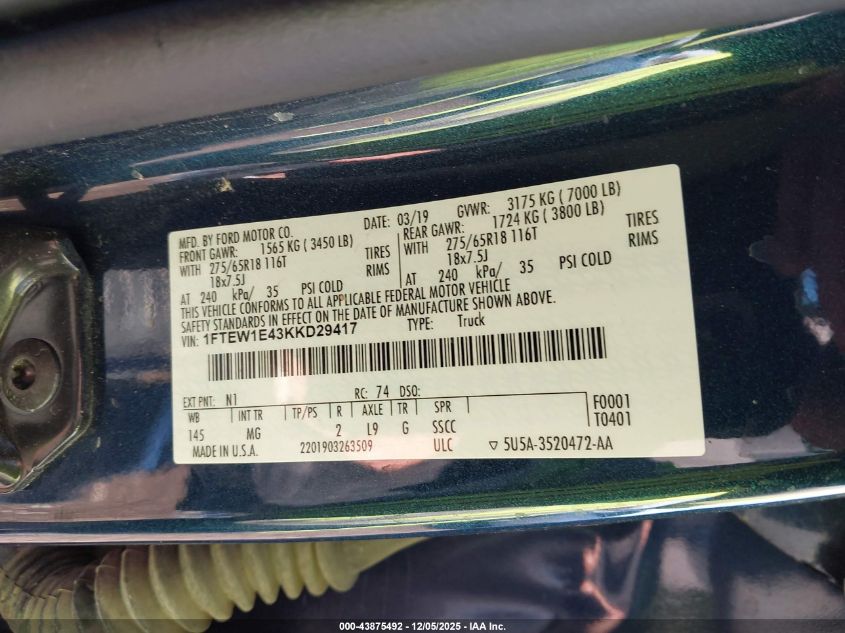 MFD. BY FORD MOTOR CO. DATE: 03/19 GVWR: 3175 KG ( 7000 LB)
FRONT GAWR: 1565 KG ( 3450 LB) REAR GAWR: 1724 KG ( 3800 LB)
WITH 275/65R18 116T TIRES WITH 275/65R18 116T TIRES
18x7.5J RIMS 18x7.5J RIMS
AT 240 kPa/ 35 PSI COLD AT 240 kPa/ 35 PSI COLD
THIS VEHICLE CONFORMS TO ALL APPLICABLE FEDERAL MOTOR VEHICLE
SAFETY STANDARDS IN EFFECT ON THE DATE OF MANUFACTURE SHOWN ABOVE.
VIN: 1FTEW1E43KKD29417 TYPE: Truck
EXT PNT: N1 RC: 74 DSO:
WB INT TR TP/PS R AXLE TR SPR F0001
145 MG 2 L9 G SSCC T0401
MADE IN U.S.A. 2201903263509 ULC ▽ 5U5A-3520472-AA
000-43875492 - 12/05/2025 - IAA Inc.